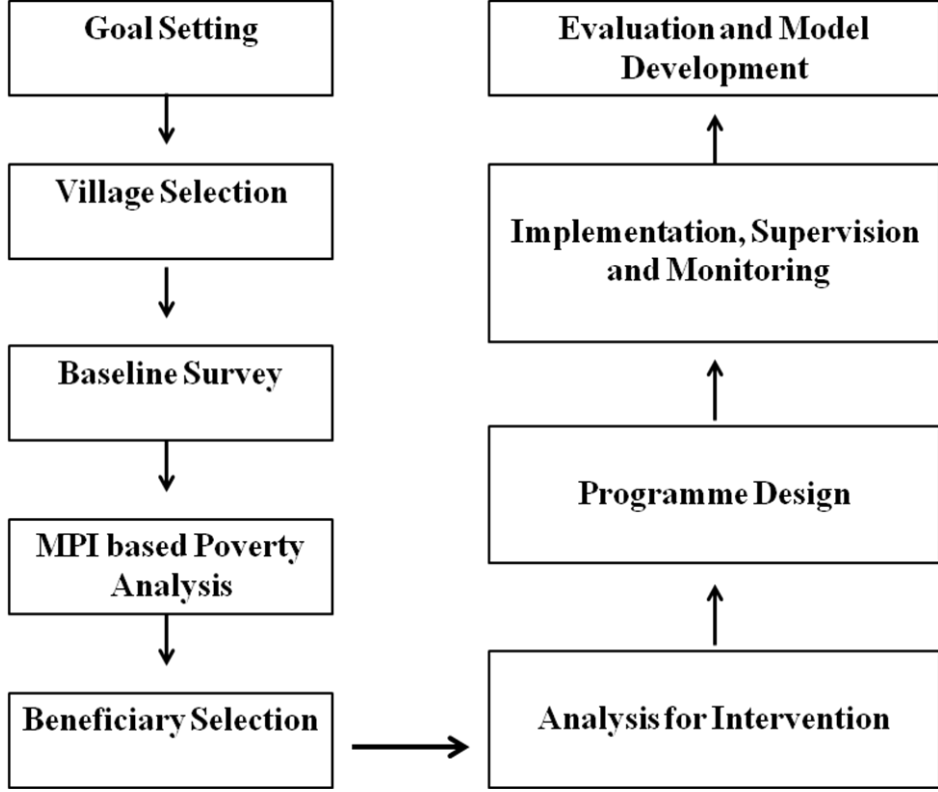 Goal Setting
Village Selection
Baseline Survey
MPI based Poverty
Analysis
Beneficiary Selection
Analysis for Intervention
Programme Design
Implementation, Supervision
and Monitoring
Evaluation and Model
Development